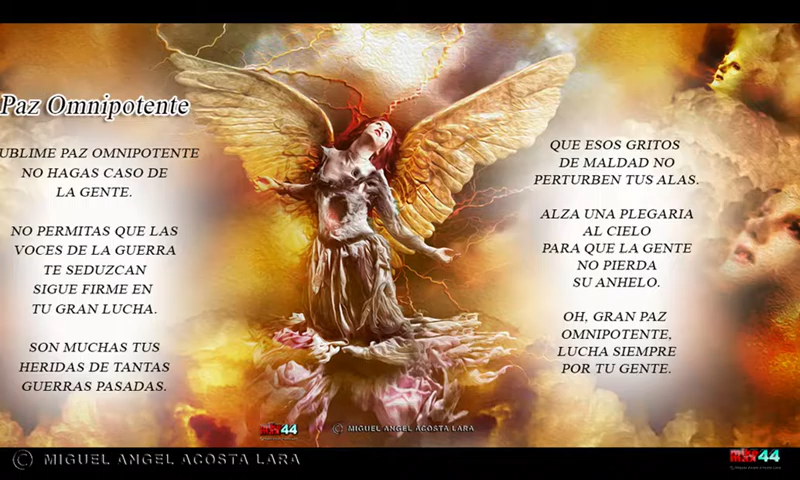 Paz Omnipotente
UBLIME PAZ OMNIPOTENTE
NO HAGAS CASO DE
LA GENTE.
NO PERMITAS QUE LAS
VOCES DE LA GUERRA
TE SEDUZCAN
SIGUE FIRME EN
TU GRAN LUCHA.
SON MUCHAS TUS
HERIDAS DE TANTAS
GUERRAS PASADAS.
QUE ESOS GRITOS
DE MALDAD NO
PERTURBEN TUS ALAS.
ALZA UNA PLEGARIA
AL CIELO
PARA QUE LA GENTE
NO PIERDA
SU ANHELO.
OH, GRAN PAZ
OMNIPOTENTE,
LUCHA SIEMPRE
POR TU GENTE.
44
© MIGUEL ANGEL ACOSTA LARA
© MIGUEL ANGEL ACOSTA LARA
44